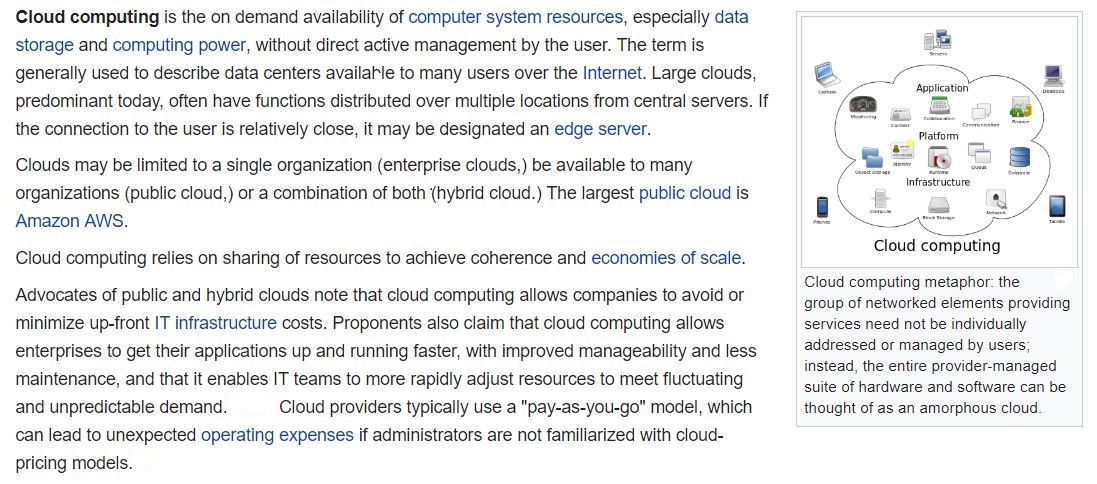 Cloud computing is the on demand availability of computer system resources, especially data
storage and computing power, without direct active management by the user. The term is
generally used to describe data centers available to many users over the Internet. Large clouds,
predominant today, often have functions distributed over multiple locations from central servers. If
the connection to the user is relatively close, it may be designated an edge server.
Clouds may be limited to a single organization (enterprise clouds,) be available to many
organizations (public cloud,) or a combination of both (hybrid cloud.) The largest public cloud is
Amazon AWS.
Cloud computing relies on sharing of resources to achieve coherence and economies of scale.
Advocates of public and hybrid clouds note that cloud computing allows companies to avoid or
minimize up-front IT infrastructure costs. Proponents also claim that cloud computing allows
enterprises to get their applications up and running faster, with improved manageability and less
maintenance, and that it enables IT teams to more rapidly adjust resources to meet fluctuating
and unpredictable demand. Cloud providers typically use a "pay-as-you-go" model, which
can lead to unexpected operating expenses if administrators are not familiarized with cloud-
pricing models.
Servers
Laptops
Desktops
Application
Monitoring
Content
Collaboration
Communication
Finance
Platform
Object Storage
Identity
Runtime
Queue
Database
Infrastructure
Compute
Block Storage
Network
Phones
Tablets
Cloud computing
Cloud computing metaphor: the
group of networked elements providing
services need not be individually
addressed or managed by users;
instead, the entire provider-managed
suite of hardware and software can be
thought of as an amorphous cloud.